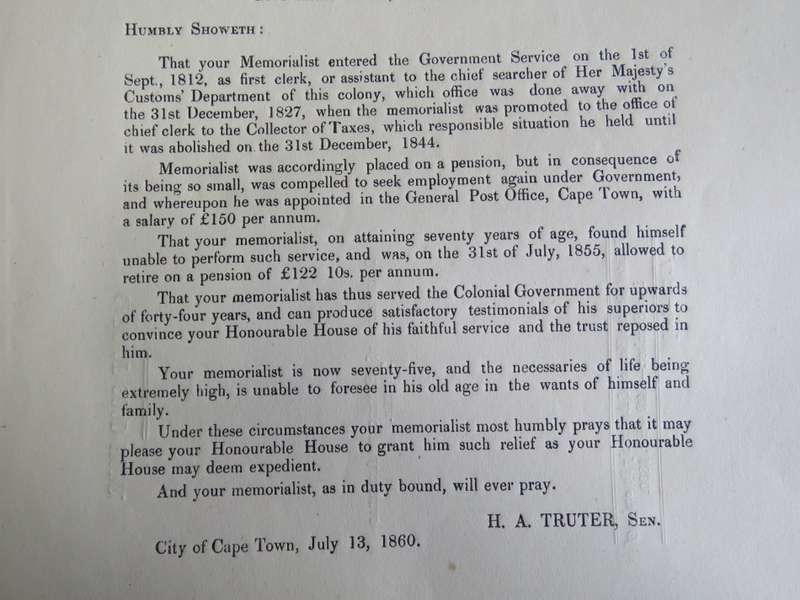 HUMBLY SHOWETH:
That your Memorialist entered the Government Service on the 1st of
Sept., 1812, as first clerk, or assistant to the chief searcher of Her Majesty's
Customs' Department of this colony, which office was done away with on
the 31st December, 1827, when the memorialist was promoted to the office of
chief clerk to the Collector of Taxes, which responsible situation he held until
it was abolished on the 31st December, 1844.
Memorialist was accordingly placed on a pension, but in consequence of
its being so small, was compelled to seek employment again under Government,
and whereupon he was appointed in the General Post Office, Cape Town, with
a salary of £150 per annum.
That your memorialist, on attaining seventy years of age, found himself
unable to perform such service, and was, on the 31st of July, 1855, allowed to
retire on a pension of £122 10s. per annum.
That your memorialist has thus served the Colonial Government for upwards
of forty-four years, and can produce satisfactory testimonials of his superiors to
convince your Honourable House of his faithful service and the trust reposed in
him.
Your memorialist is now seventy-five, and the necessaries of life being
extremely high, is unable to foresee in his old age in the wants of himself and
family.
Under these circumstances your memorialist most humbly prays that it may
please your Honourable House to grant him such relief as your Honourable
House may deem expedient.
And your memorialist, as in duty bound, will ever pray.
H. A. TRUTER, SEN.
City of Cape Town, July 13, 1860.